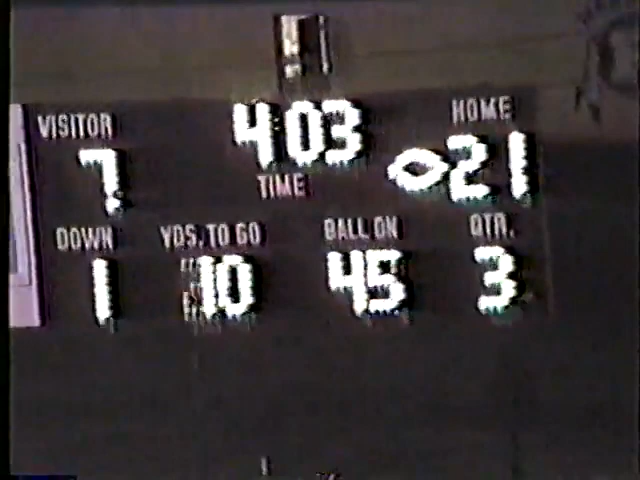 VISITOR 4:03 HOME
7 TIME 21
DOWN YDS. TO GO BALL ON QTR.
1 10 45 3